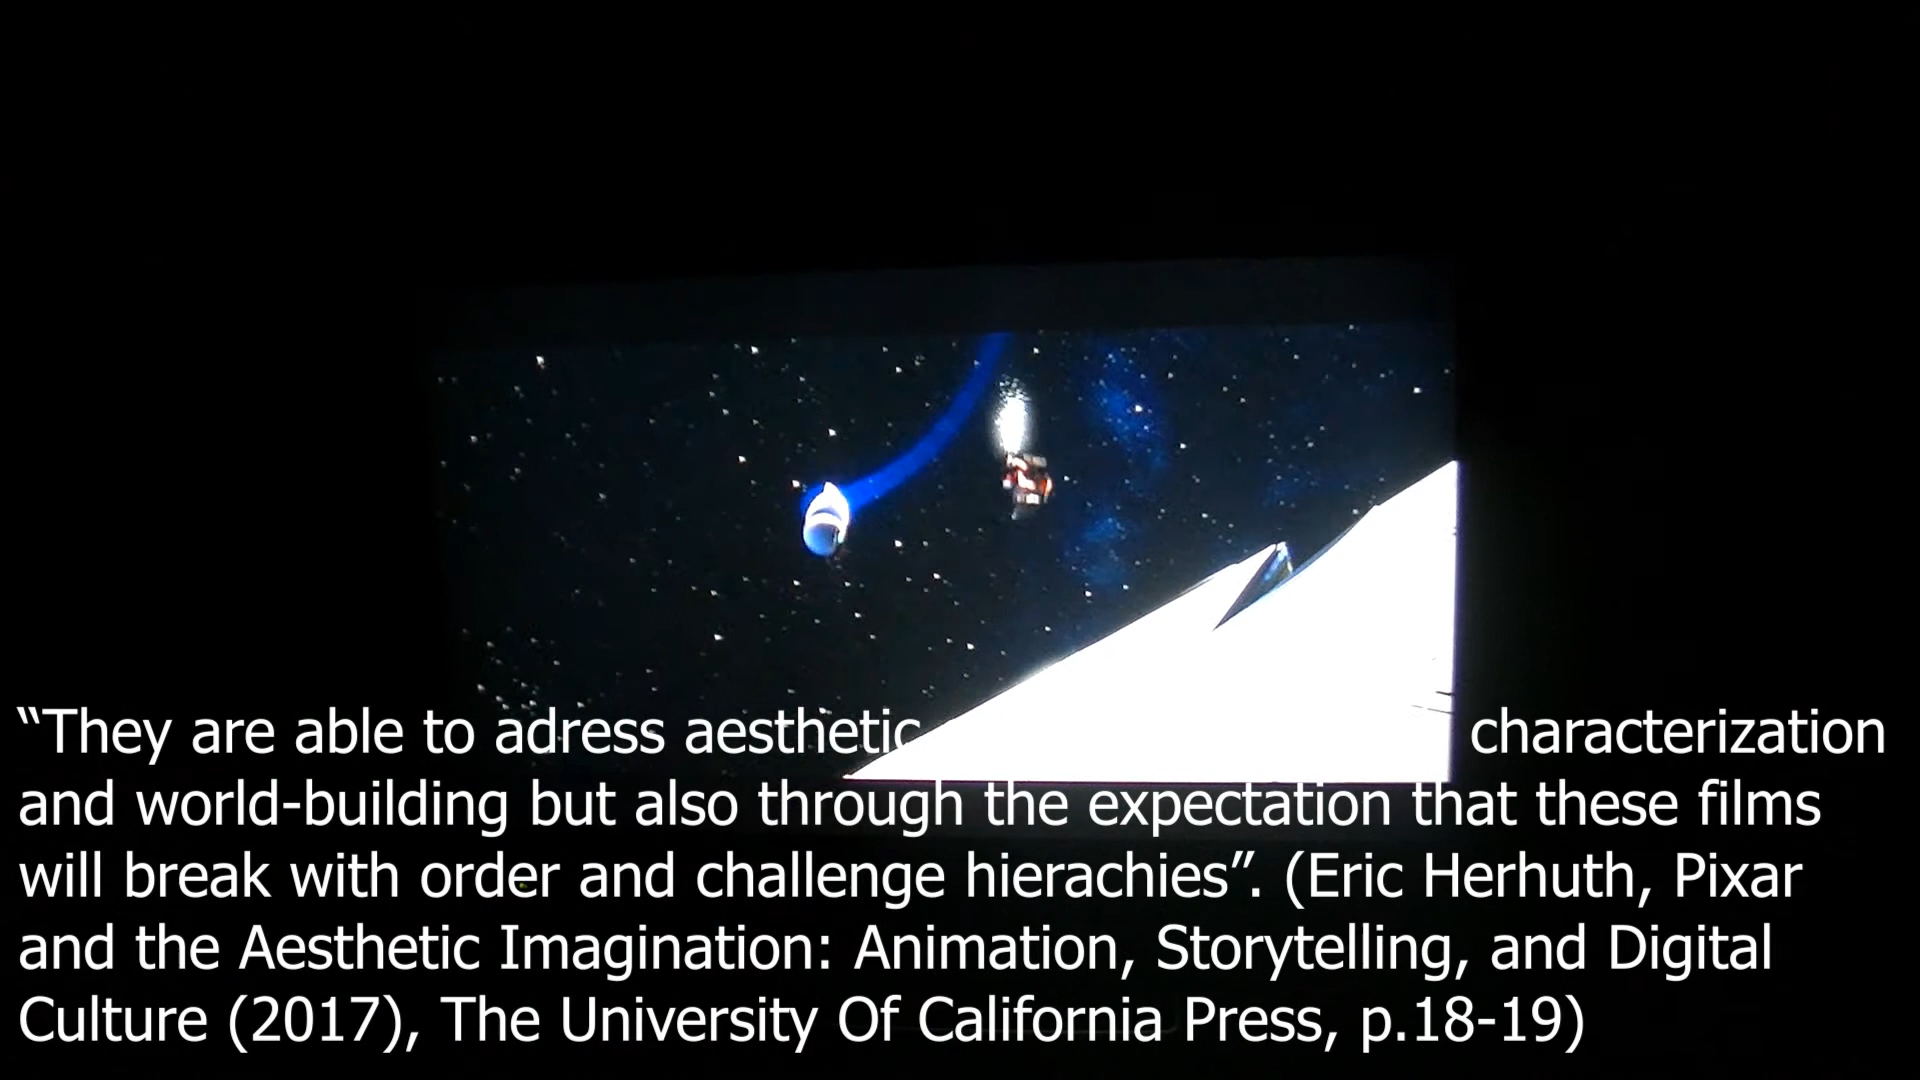 “They are able to adress aesthetic characterization
and world-building but also through the expectation that these films
will break with order and challenge hierachies”. (Eric Herhuth, Pixar
and the Aesthetic Imagination: Animation, Storytelling, and Digital
Culture (2017), The University Of California Press, p.18-19)